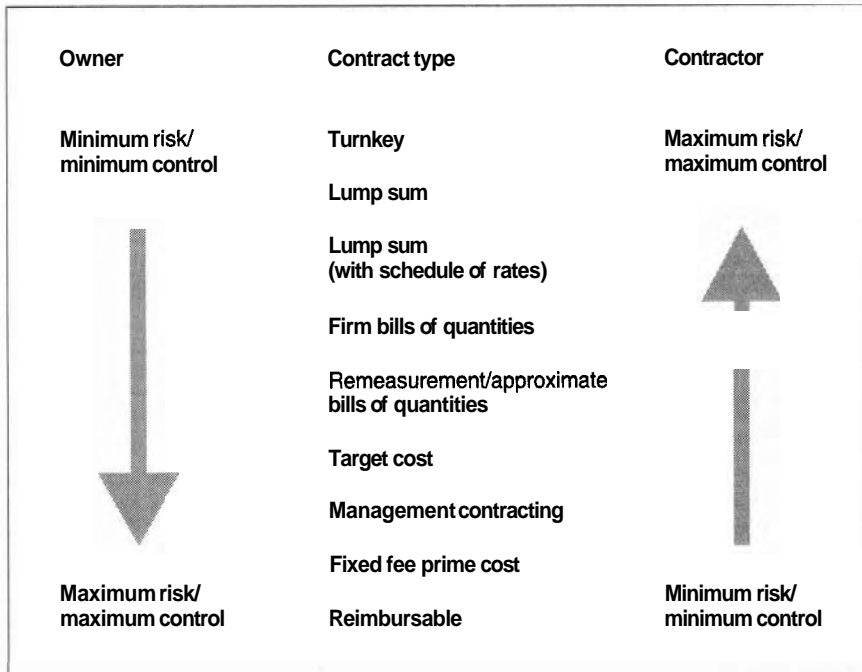 Owner
Contract type
Contractor
Minimum risk/
minimum control
Turnkey
Maximum risk/
maximum control
Lump sum
Lump sum
(with schedule of rates)
Firm bills of quantities
Remeasurement/approximate
bills of quantities
Target cost
Management contracting
Fixed fee prime cost
Maximum risk/
maximum control
Reimbursable
Minimum risk/
minimum control